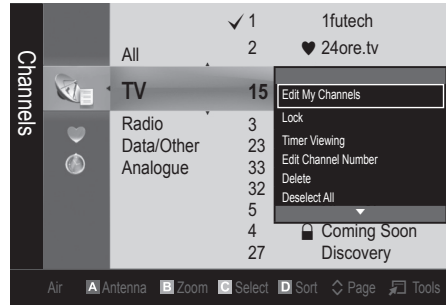 Channels
All
TV
Radio
Data/Other
Analogue
✓ 1 1futech
2 ♥ 24ore.tv
15
3
23
33
32
5
4 Coming Soon
27 Discovery
Edit My Channels
Lock
Timer Viewing
Edit Channel Number
Delete
Deselect All
▼
Air A Antenna B Zoom C Select D Sort Page Tools